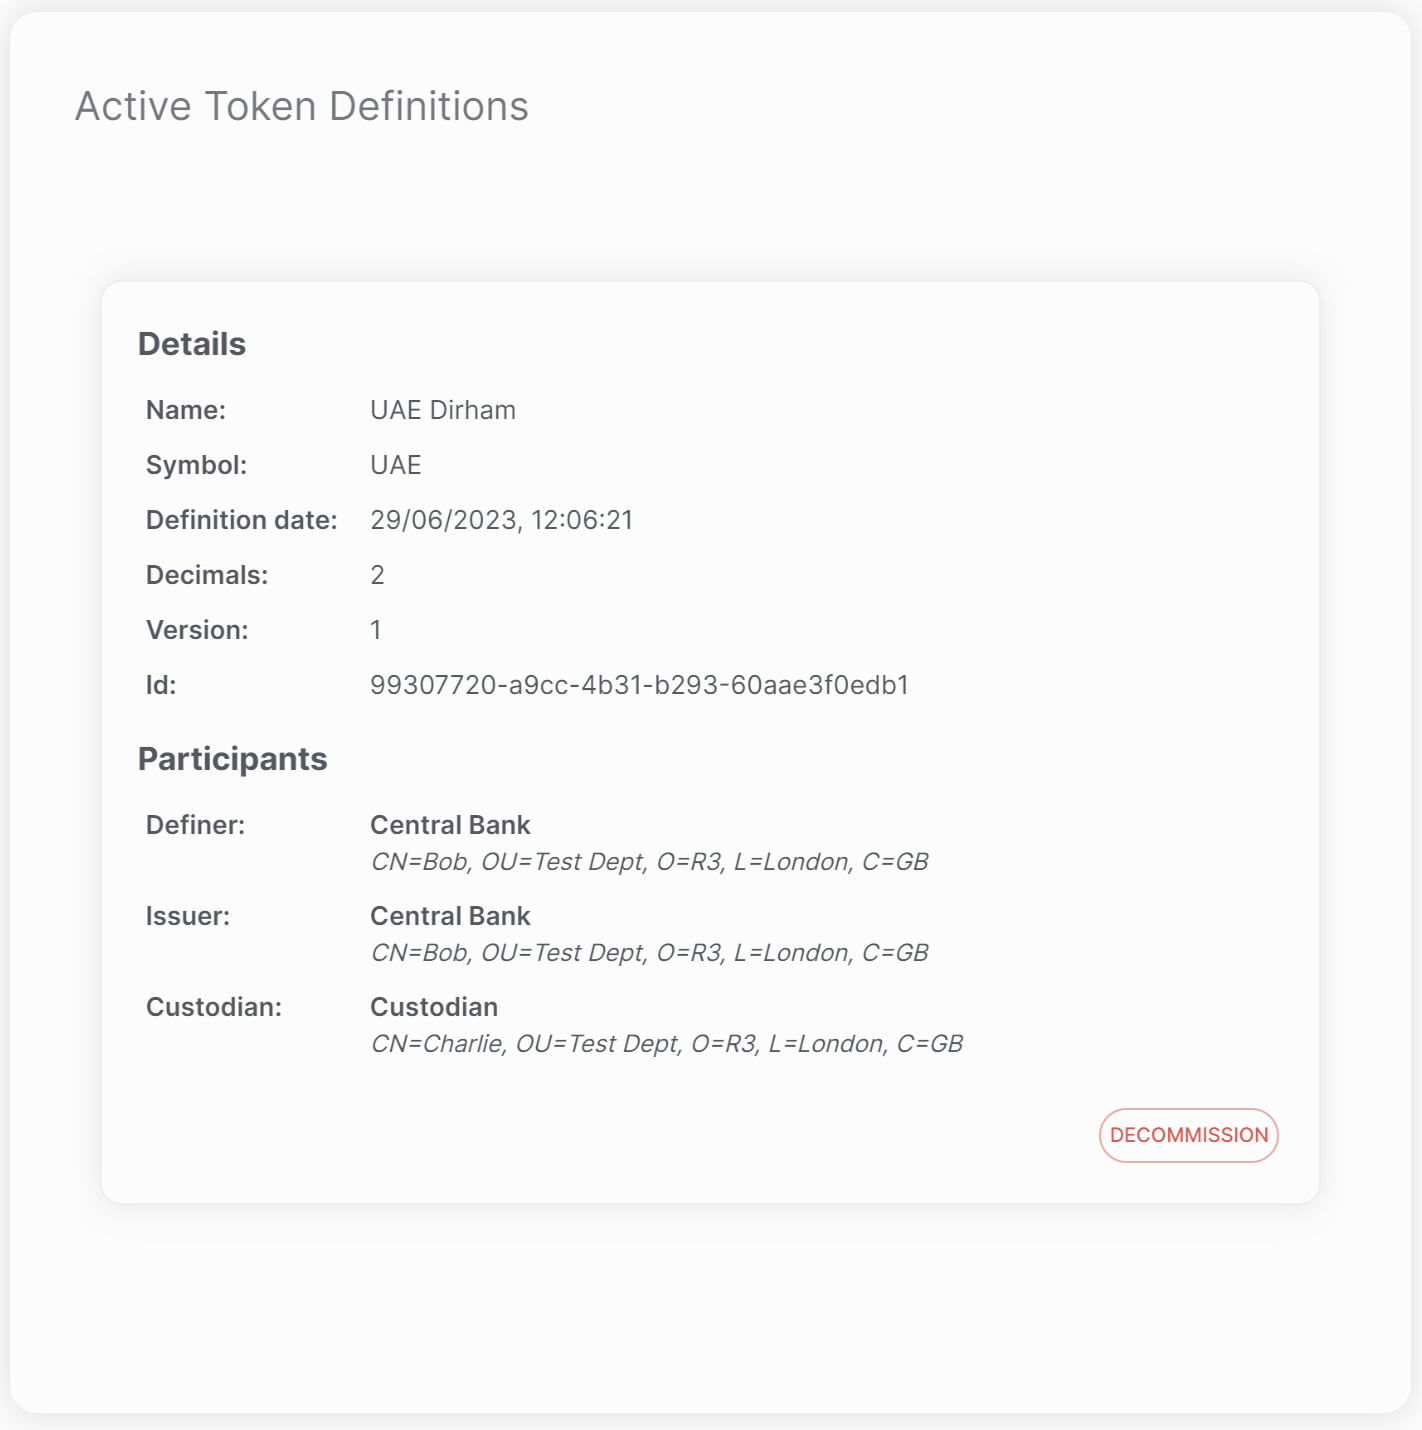 Active Token Definitions
Details
Name: UAE Dirham
Symbol: UAE
Definition date: 29/06/2023, 12:06:21
Decimals: 2
Version: 1
Id: 99307720-a9cc-4b31-b293-60aae3f0edb1
Participants
Definer: Central Bank
CN=Bob, OU=Test Dept, O=R3, L=London, C=GB
Issuer: Central Bank
CN=Bob, OU=Test Dept, O=R3, L=London, C=GB
Custodian: Custodian
CN=Charlie, OU=Test Dept, O=R3, L=London, C=GB
DECOMMISSION